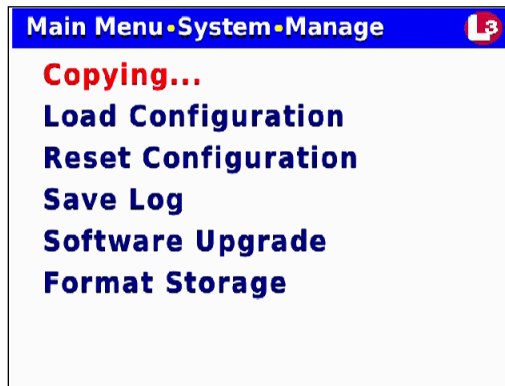 Main Menu•System•Manage L3
Copying...
Load Configuration
Reset Configuration
Save Log
Software Upgrade
Format Storage